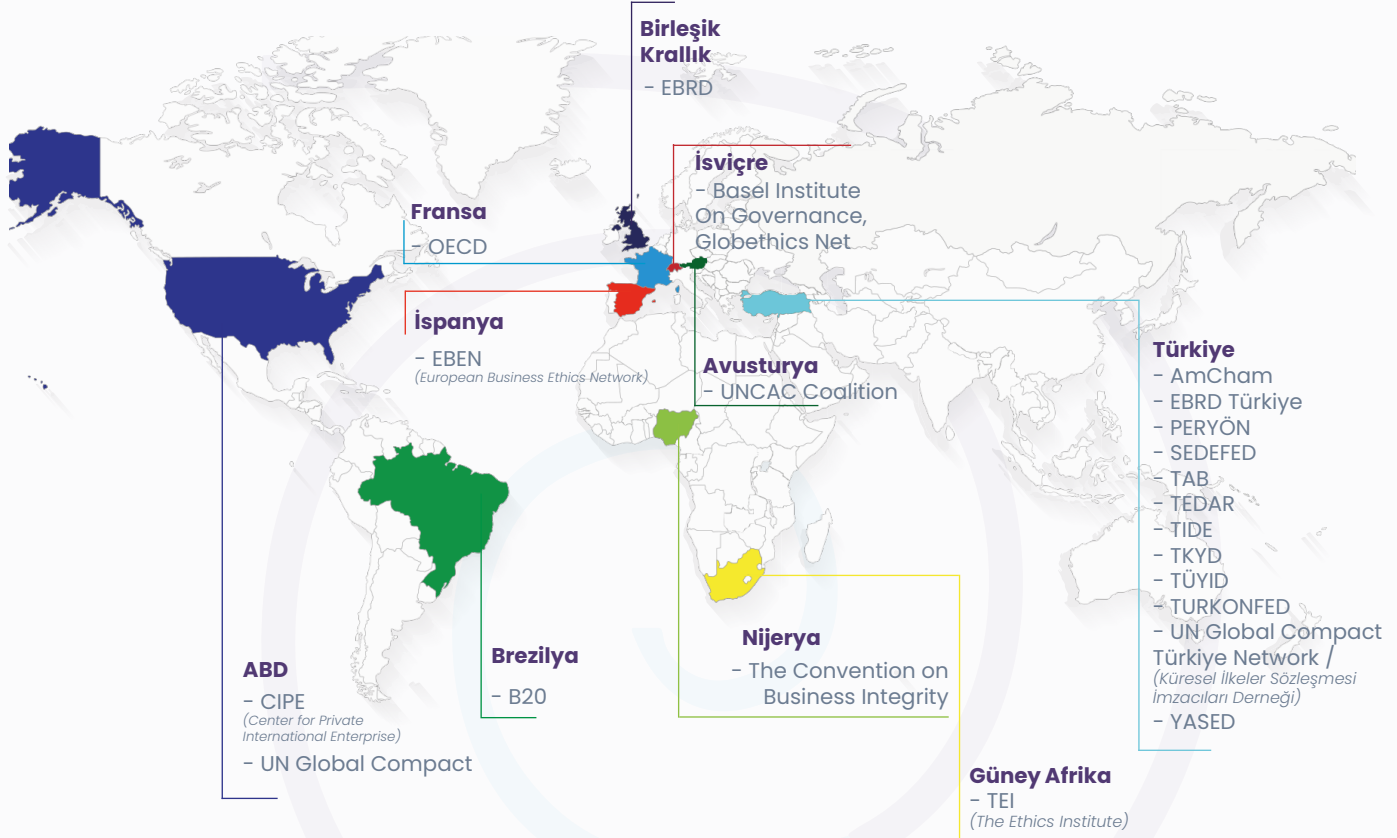 Birleşik
Krallık
- EBRD
İsviçre
- Basel Institute
On Governance,
Globethics Net
Fransa
- OECD
İspanya
- EBEN
(European Business Ethics Network)
Avusturya
- UNCAC Coalition
Türkiye
- AmCham
- EBRD Türkiye
- PERYÖN
- SEDEFED
- TAB
- TEDAR
- TIDE
- TKYD
- TÜYID
- TURKONFED
- UN Global Compact
Türkiye Network /
(Küresel İlkeler Sözleşmesi
İmzacıları Derneği)
- YASED
ABD
- CIPE
(Center for Private
International Enterprise)
- UN Global Compact
Brezilya
- B20
Nijerya
- The Convention on
Business Integrity
Güney Afrika
- TEI
(The Ethics Institute)